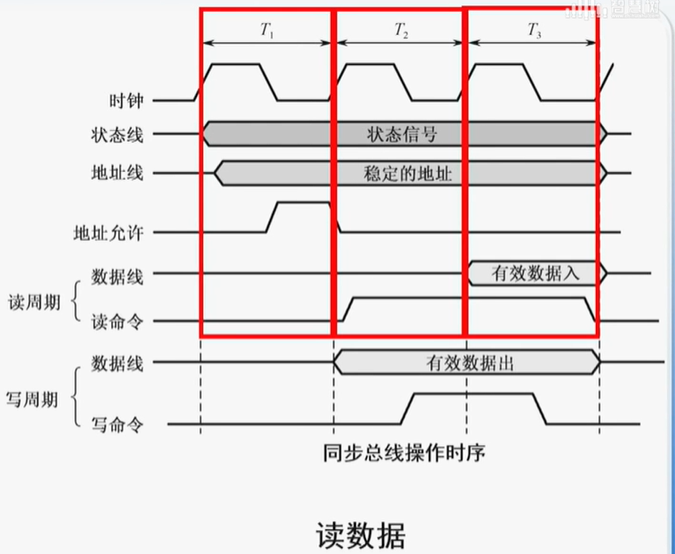 T₁ T₂ T₃
时钟
状态线 状态信号
地址线 稳定的地址
地址允许
读周期
数据线 有效数据入
读命令
写周期
数据线 有效数据出
写命令
同步总线操作时序
读数据